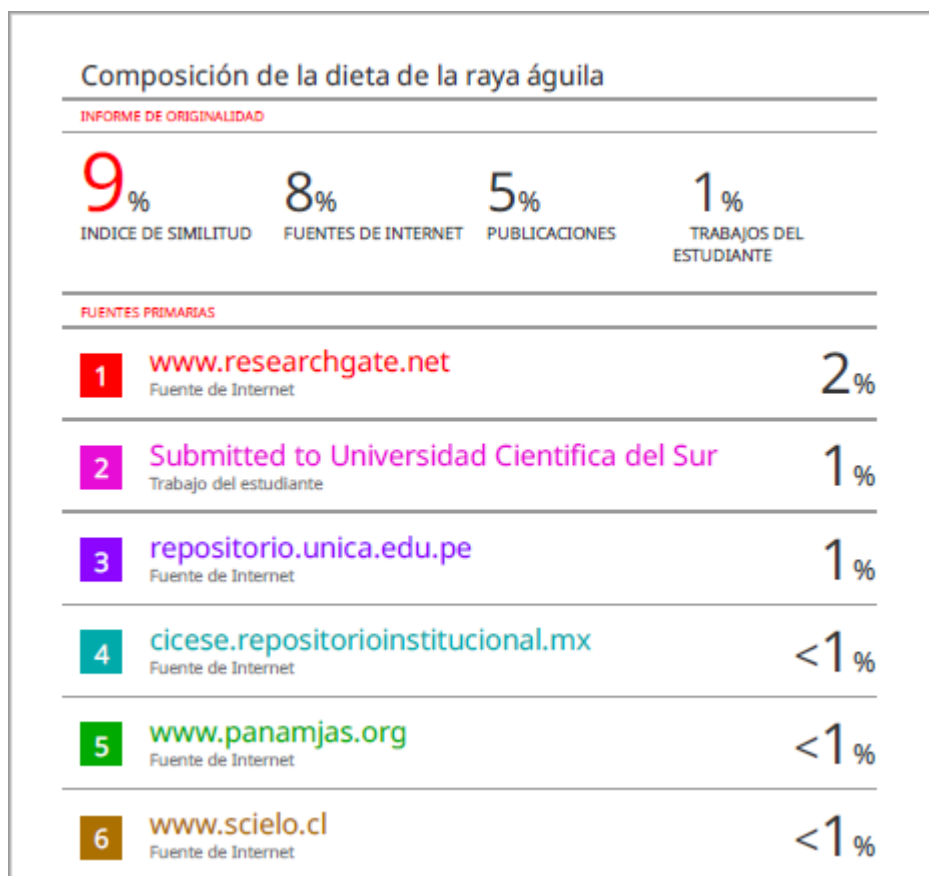 Composición de la dieta de la raya águila
INFORME DE ORIGINALIDAD
9% 8% 5% 1%
INDICE DE SIMILITUD FUENTES DE INTERNET PUBLICACIONES TRABAJOS DEL
ESTUDIANTE
FUENTES PRIMARIAS
1 www.researchgate.net 2%
Fuente de Internet
2 Submitted to Universidad Cientifica del Sur 1%
Trabajo del estudiante
3 repositorio.unica.edu.pe 1%
Fuente de Internet
4 cicese.repositorioinstitucional.mx <1%
Fuente de Internet
5 www.panamjas.org <1%
Fuente de Internet
6 www.scielo.cl <1%
Fuente de Internet